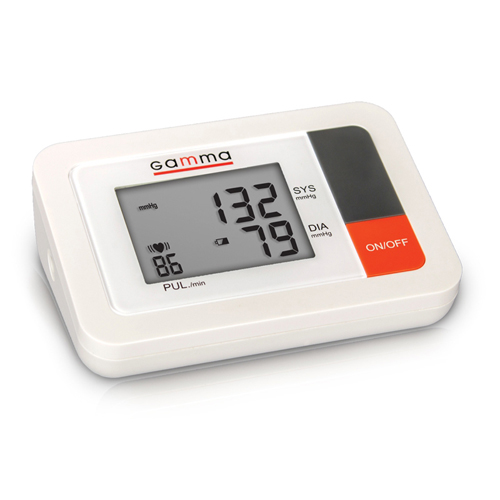 Gamma
mmHg
132
SYS
mmHg
79
DIA
mmHg
86
PUL./min
ON/OFF